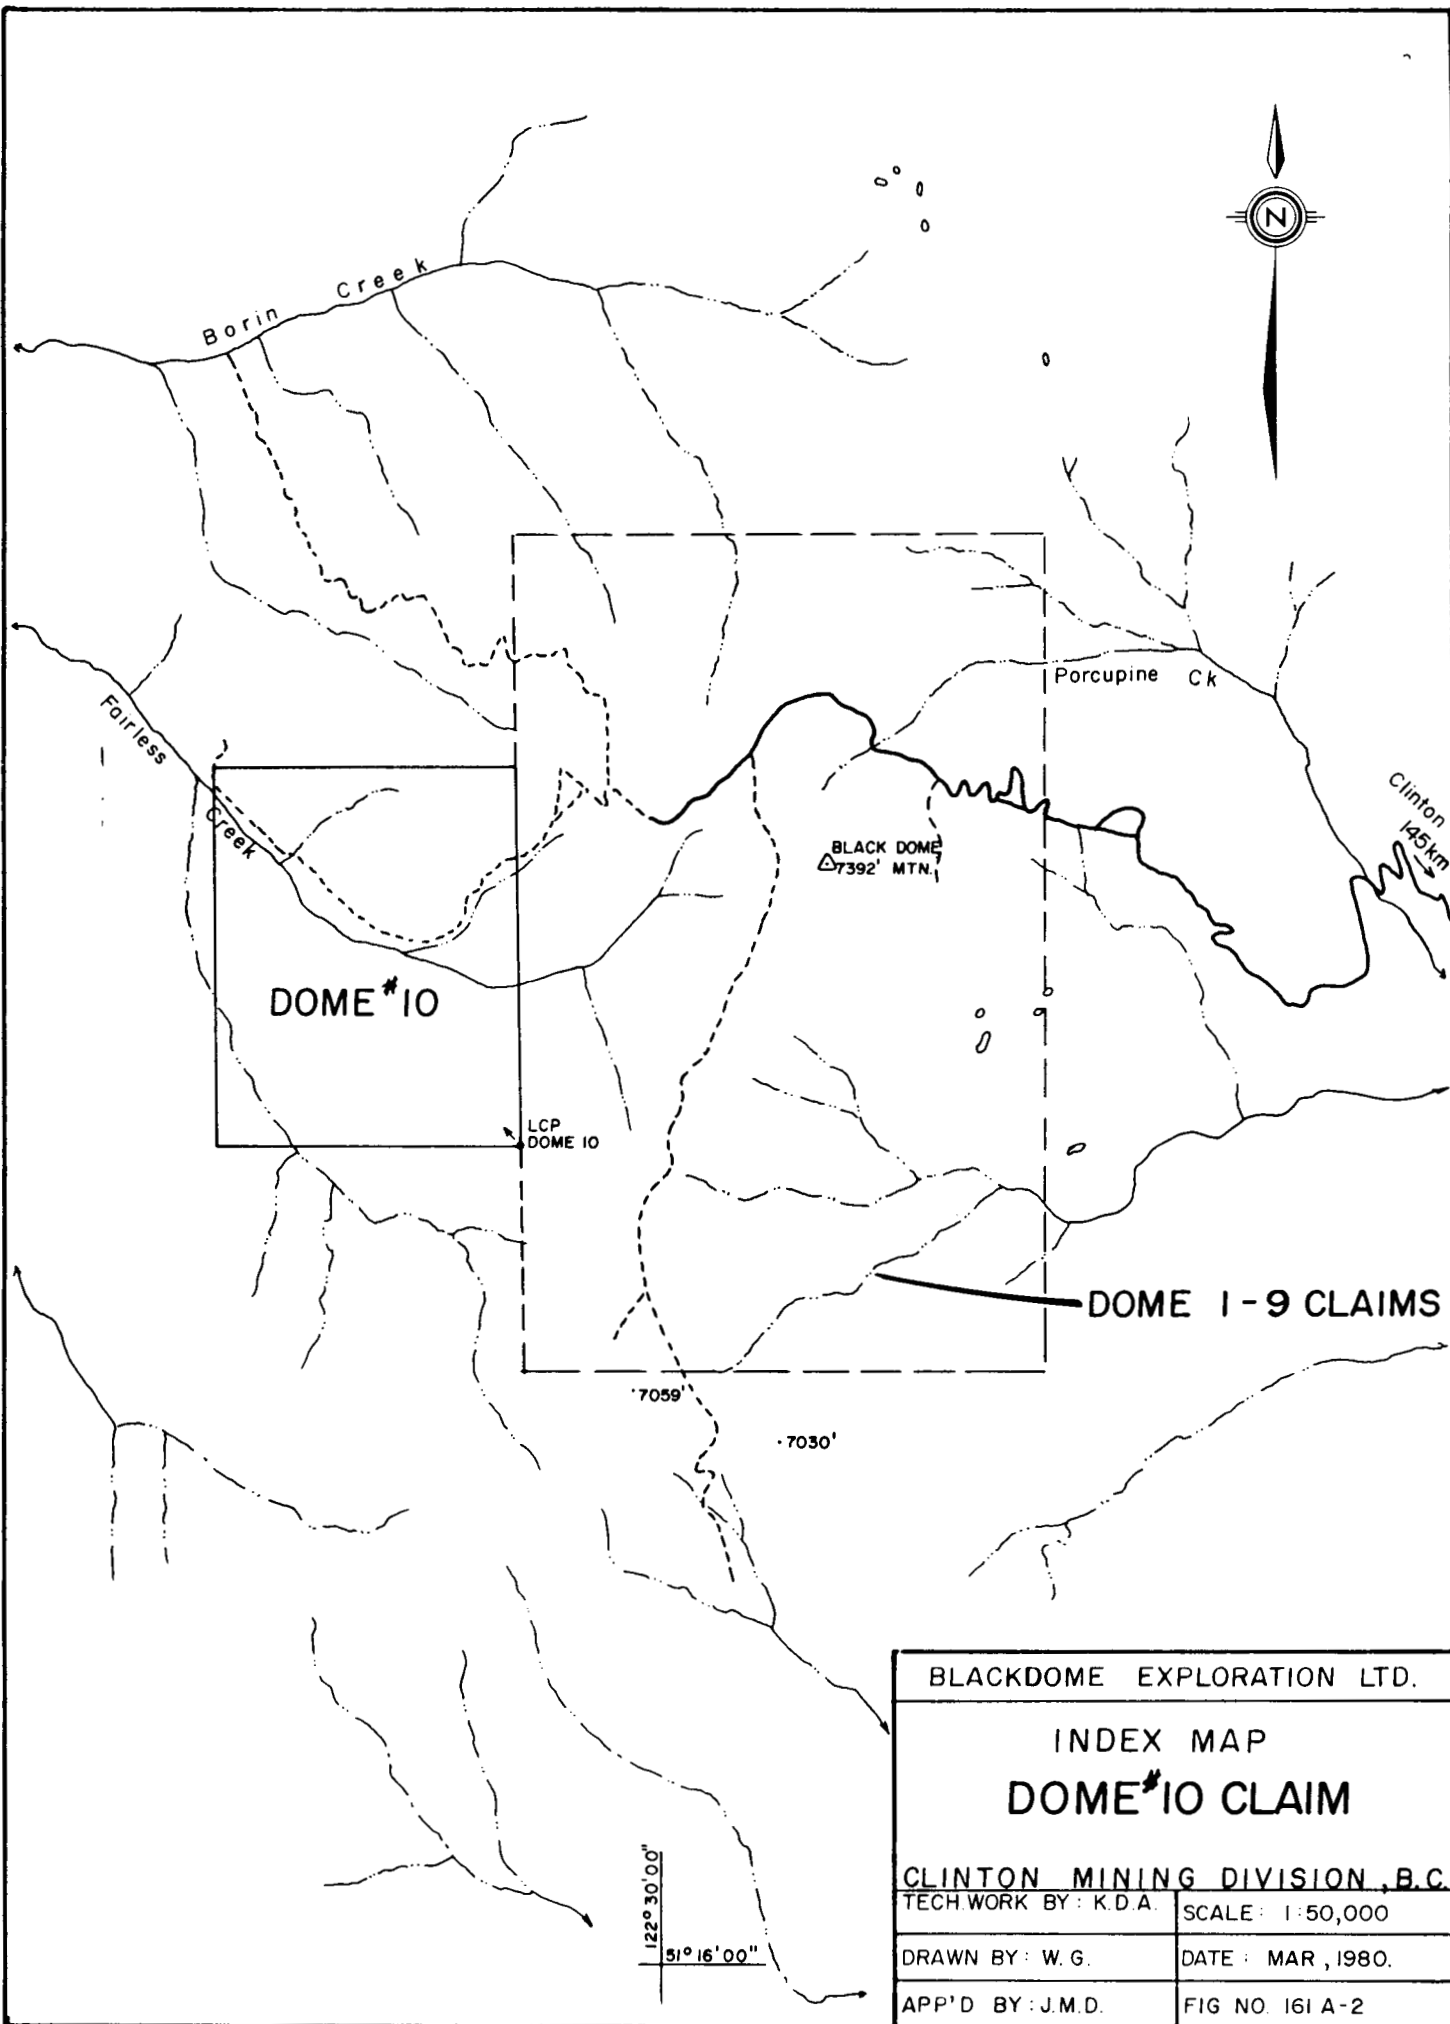 N
Borin Creek
Porcupine Ck
Fairless Creek
Clinton
145km
BLACK DOME
7392' MTN.
DOME #10
LCP
DOME 10
DOME 1-9 CLAIMS
7059'
7030'
122° 30' 00"
51° 16' 00"
BLACKDOME EXPLORATION LTD.
INDEX MAP
DOME #10 CLAIM
CLINTON MINING DIVISION, B.C.
TECH. WORK BY : K.D.A.
SCALE : 1:50,000
DRAWN BY : W. G.
DATE : MAR, 1980.
APP'D BY : J.M.D.
FIG NO. 161 A-2